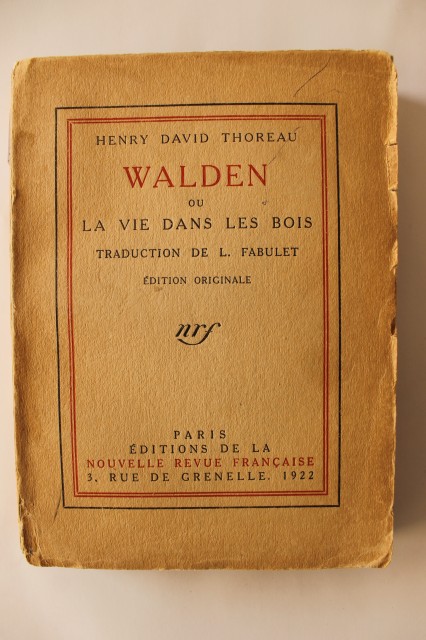 HENRY DAVID THOREAU
WALDEN
OU
LA VIE DANS LES BOIS
TRADUCTION DE L. FABULET
ÉDITION ORIGINALE
nrf
PARIS
ÉDITIONS DE LA
NOUVELLE REVUE FRANÇAISE
3, RUE DE GRENELLE. 1922